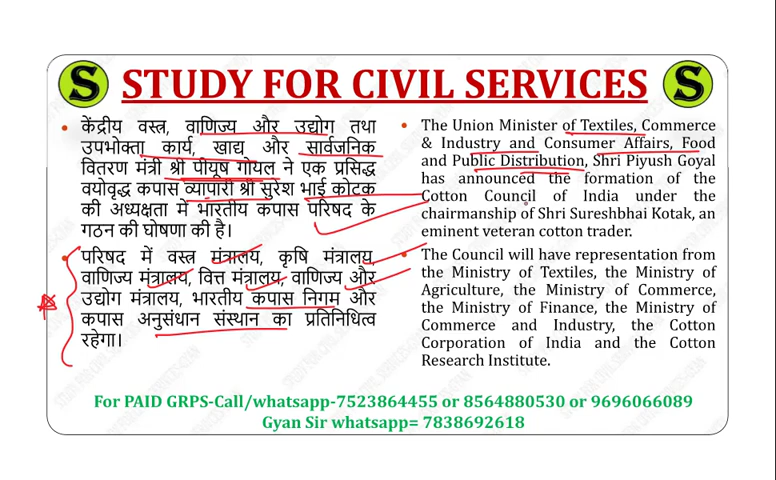 S STUDY FOR CIVIL SERVICES S
• केंद्रीय वस्त्र, वाणिज्य और उद्योग तथा
उपभोक्ता कार्य, खाद्य और सार्वजनिक
वितरण मंत्री श्री पीयूष गोयल ने एक प्रसिद्ध
वयोवृद्ध कपास व्यापारी श्री सुरेश भाई कोटक
की अध्यक्षता में भारतीय कपास परिषद के
गठन की घोषणा की है।
• परिषद में वस्त्र मंत्रालय, कृषि मंत्रालय,
वाणिज्य मंत्रालय, वित्त मंत्रालय, वाणिज्य और
उद्योग मंत्रालय, भारतीय कपास निगम और
कपास अनुसंधान संस्थान का प्रतिनिधित्व
रहेगा।
• The Union Minister of Textiles, Commerce
& Industry and Consumer Affairs, Food
and Public Distribution, Shri Piyush Goyal
has announced the formation of the
Cotton Council of India under the
chairmanship of Shri Sureshbhai Kotak, an
eminent veteran cotton trader.
• The Council will have representation from
the Ministry of Textiles, the Ministry of
Agriculture, the Ministry of Commerce,
the Ministry of Finance, the Ministry of
Commerce and Industry, the Cotton
Corporation of India and the Cotton
Research Institute.
For PAID GRPS-Call/whatsapp-7523864455 or 8564880530 or 9696066089
Gyan Sir whatsapp= 7838692618